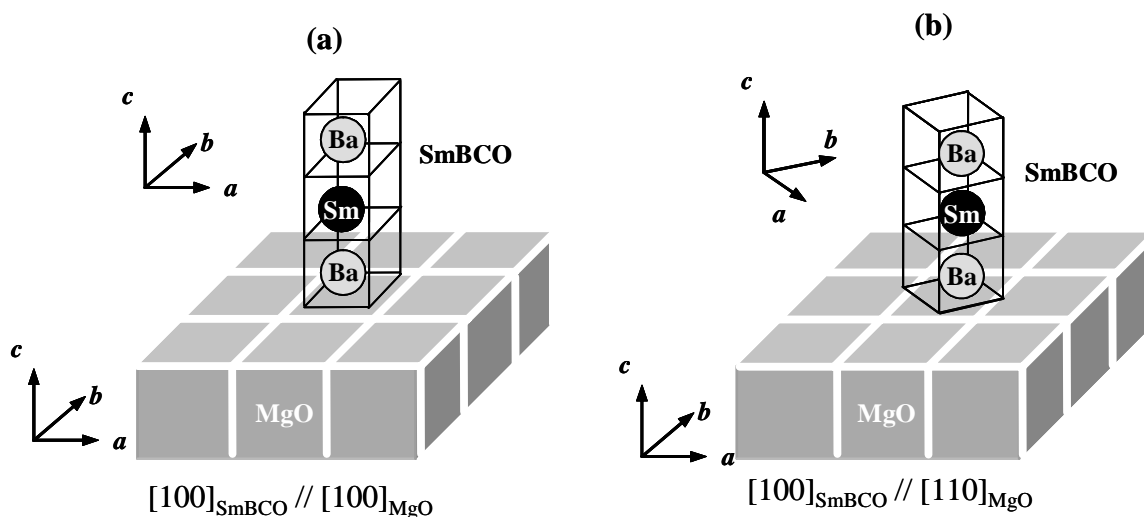 (a)
c
b
a
Ba
Sm
Ba
SmBCO
c
b
a
MgO
[100]SmBCO // [100]MgO
(b)
c
b
a
Ba
Sm
Ba
SmBCO
c
b
a
MgO
[100]SmBCO // [110]MgO